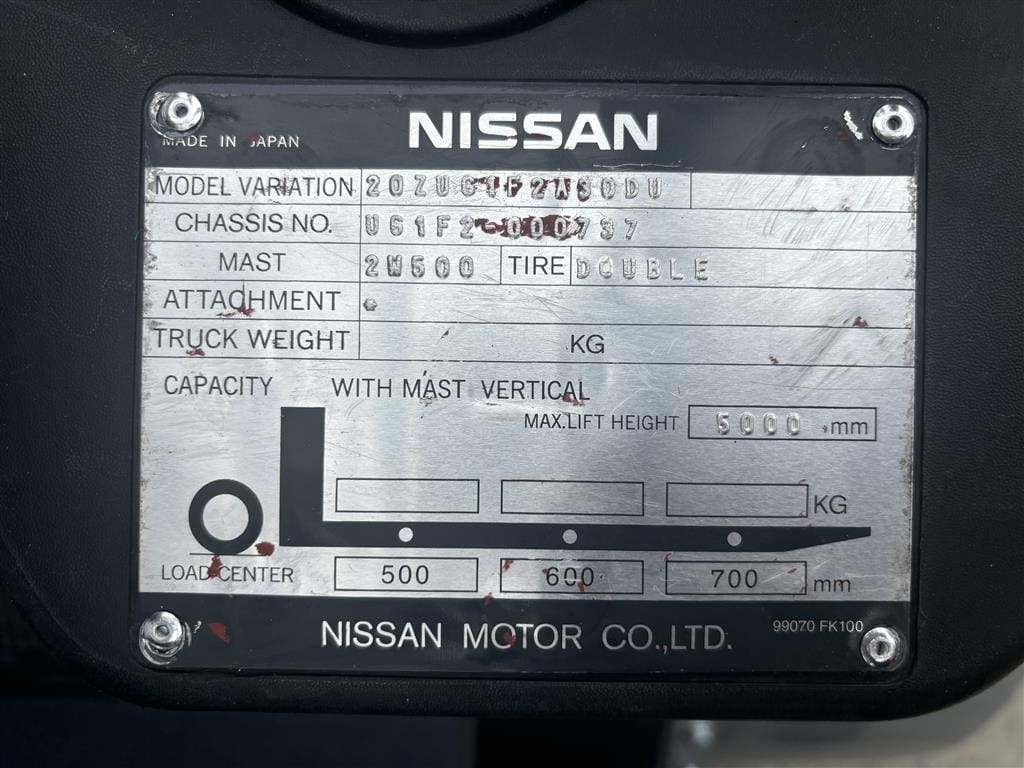 MADE IN JAPAN
NISSAN
MODEL VARIATION
CHASSIS NO. U61F2-000737
MAST 2W500 TIRE DOUBLE
ATTACHMENT
TRUCK WEIGHT KG
CAPACITY WITH MAST VERTICAL
MAX.LIFT HEIGHT 5000 mm
KG
LOAD CENTER 500 600 700 mm
NISSAN MOTOR CO.,LTD. 99070 FK100